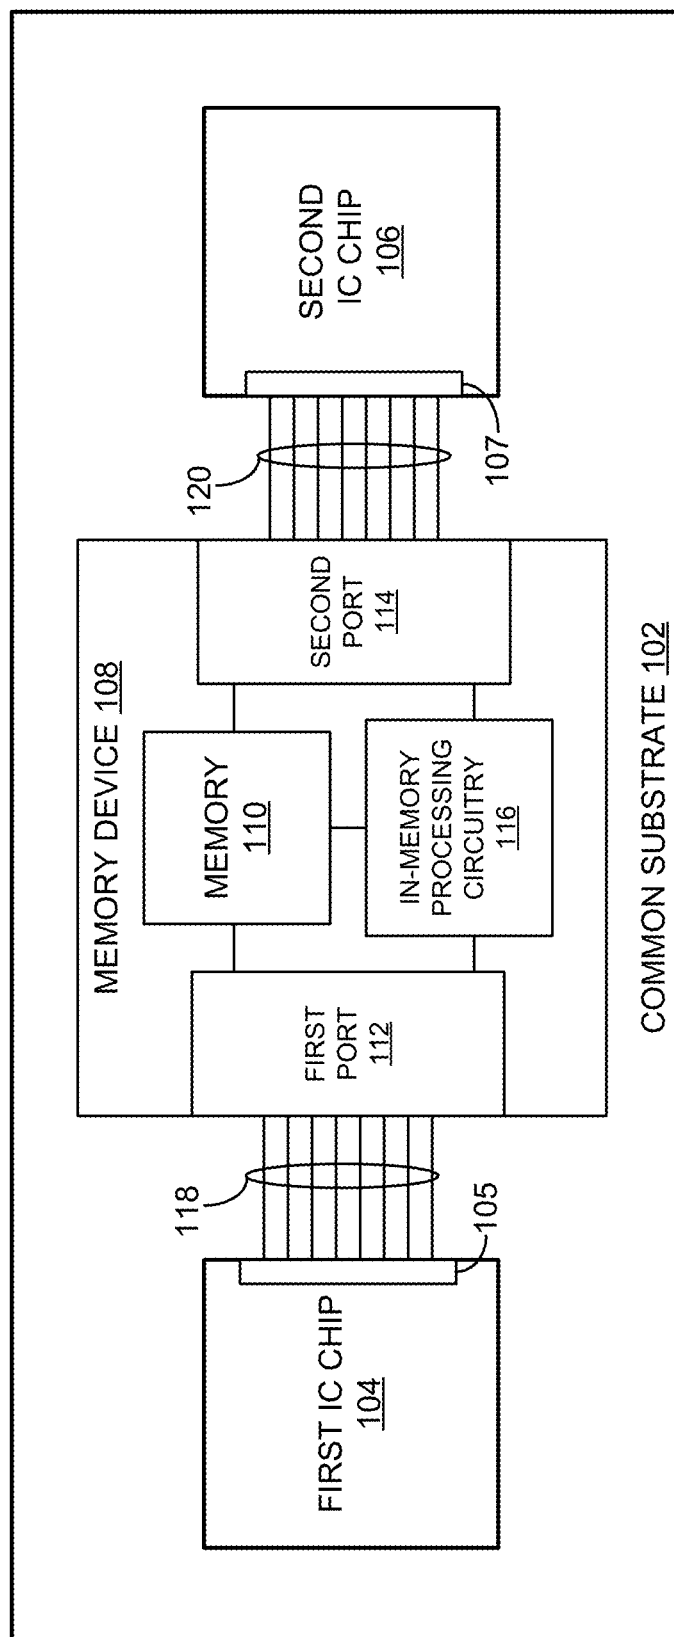 118
120
MEMORY DEVICE 108
FIRST IC CHIP
104
FIRST
PORT
112
MEMORY
110
IN-MEMORY
PROCESSING
CIRCUITRY
116
SECOND
PORT
114
SECOND
IC CHIP
106
105
107
COMMON SUBSTRATE 102